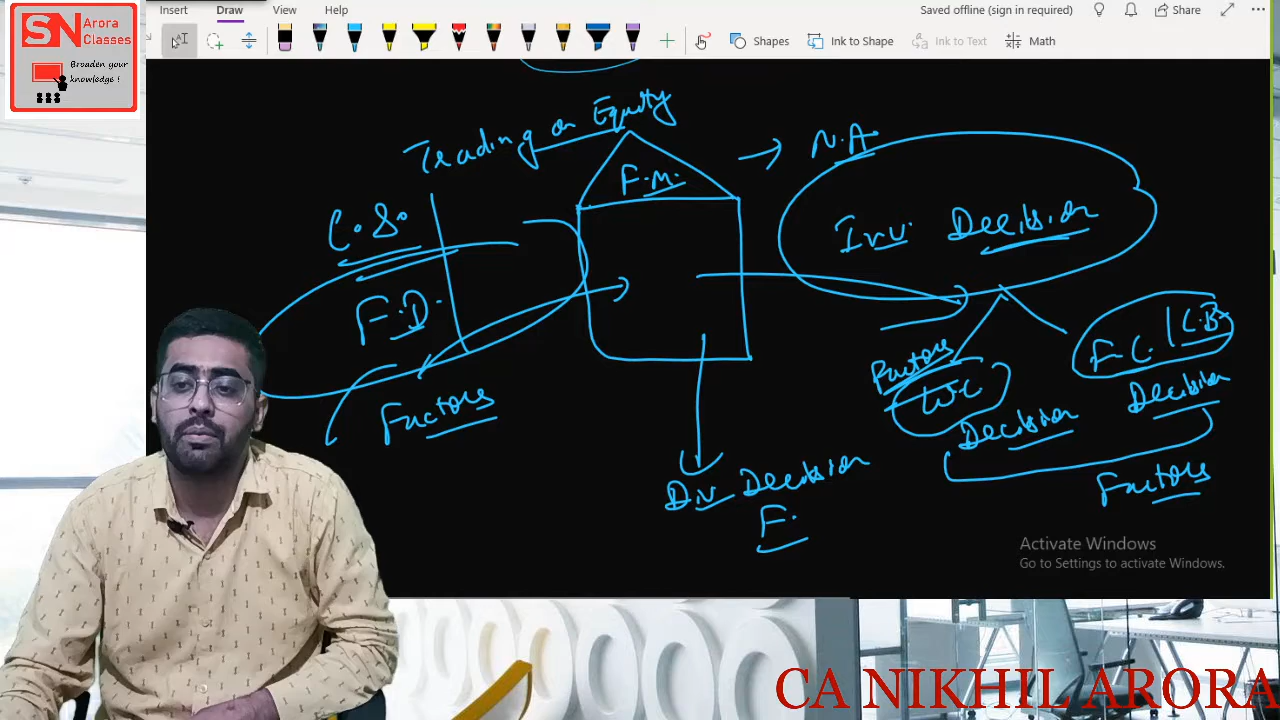 SN
Arora
Classes
Broaden your
knowledge !
Insert
Draw
View
Help
Saved offline (sign in required)
Share
Shapes
Ink to Shape
Ink to Text
Math
Trading on Equity
F.M.
N.A.
C.S.
Inv. Decision
F.D.
Factors
F.C. | C.B
WC
Factors
Decision
Decision
Div. Decision
F.
Factors
Activate Windows
Go to Settings to activate Windows.
CA NIKHIL ARORA